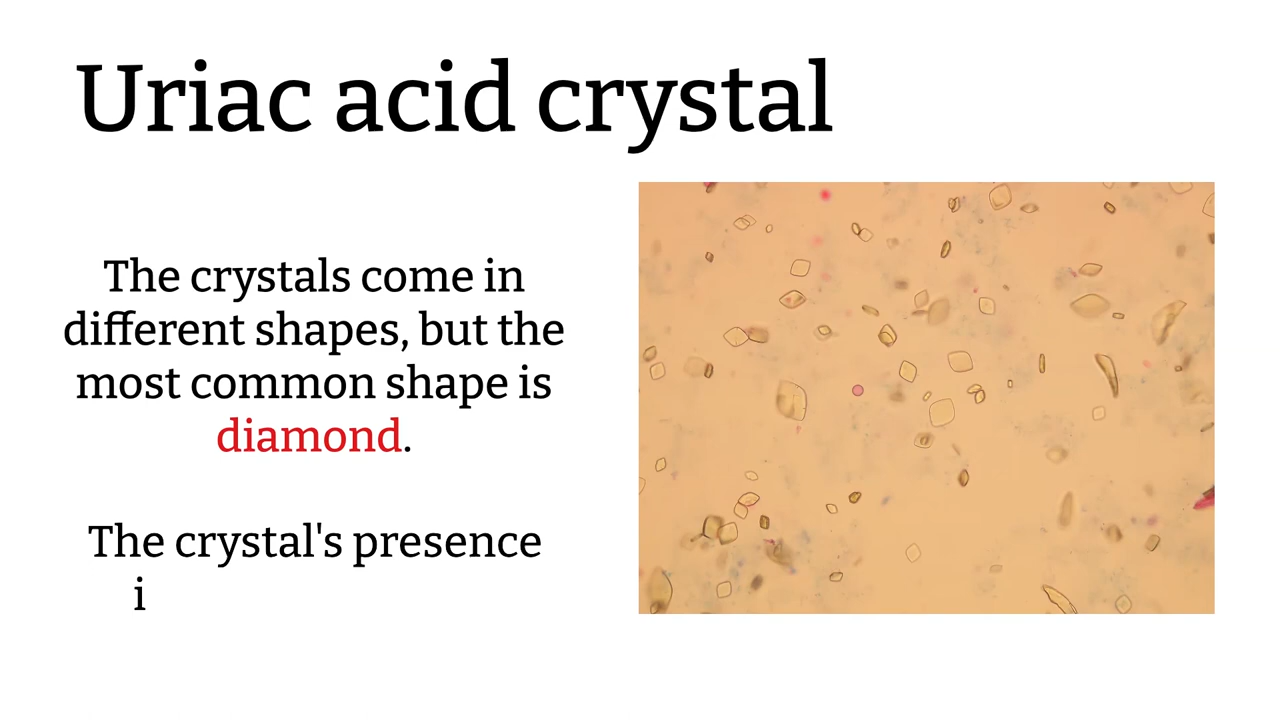 Uriac acid crystal
The crystals come in
different shapes, but the
most common shape is
diamond.
The crystal's presence
i